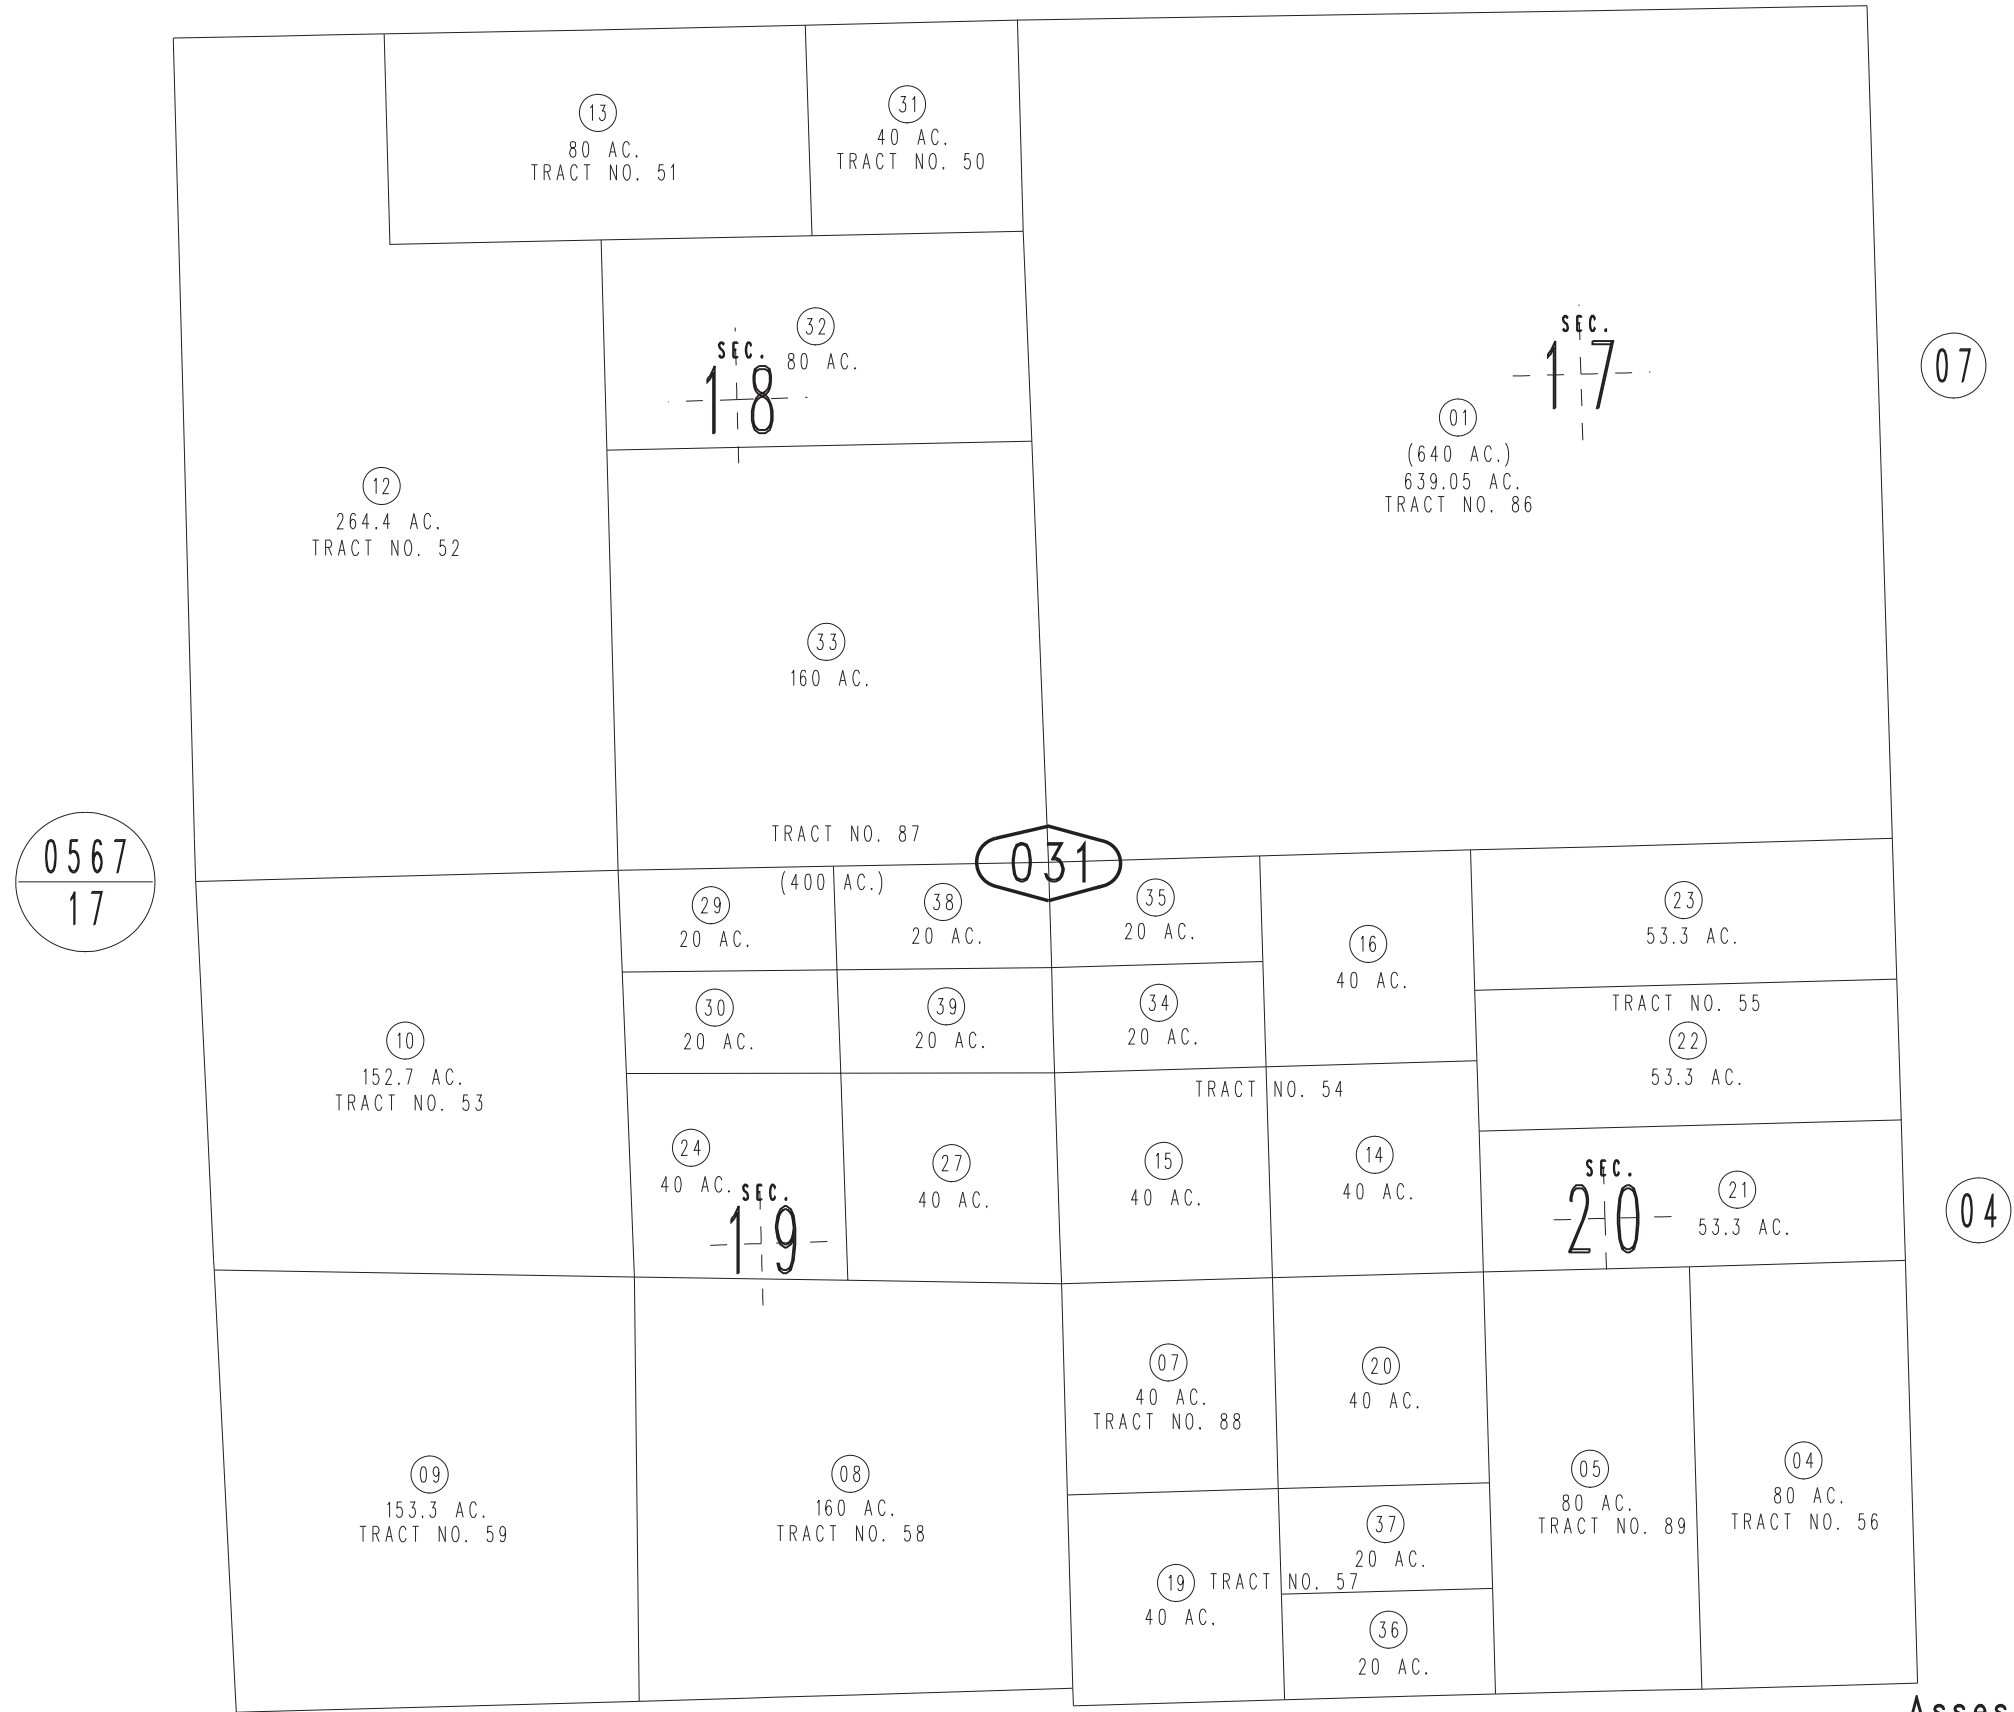 13
80 AC.
TRACT NO. 51
31
40 AC.
TRACT NO. 50
32
80 AC.
SEC.
18
SEC.
17
07
01
(640 AC.)
639.05 AC.
TRACT NO. 86
12
264.4 AC.
TRACT NO. 52
33
160 AC.
TRACT NO. 87
(400 AC.)
031
0567
17
29
20 AC.
38
20 AC.
35
20 AC.
16
40 AC.
23
53.3 AC.
30
20 AC.
39
20 AC.
34
20 AC.
TRACT NO. 55
22
53.3 AC.
10
152.7 AC.
TRACT NO. 53
TRACT NO. 54
24
40 AC.
SEC.
19
27
40 AC.
15
40 AC.
14
40 AC.
SEC.
20
21
53.3 AC.
04
07
40 AC.
TRACT NO. 88
20
40 AC.
09
153.3 AC.
TRACT NO. 59
08
160 AC.
TRACT NO. 58
05
80 AC.
TRACT NO. 89
04
80 AC.
TRACT NO. 56
37
20 AC.
19
TRACT NO. 57
40 AC.
36
20 AC.